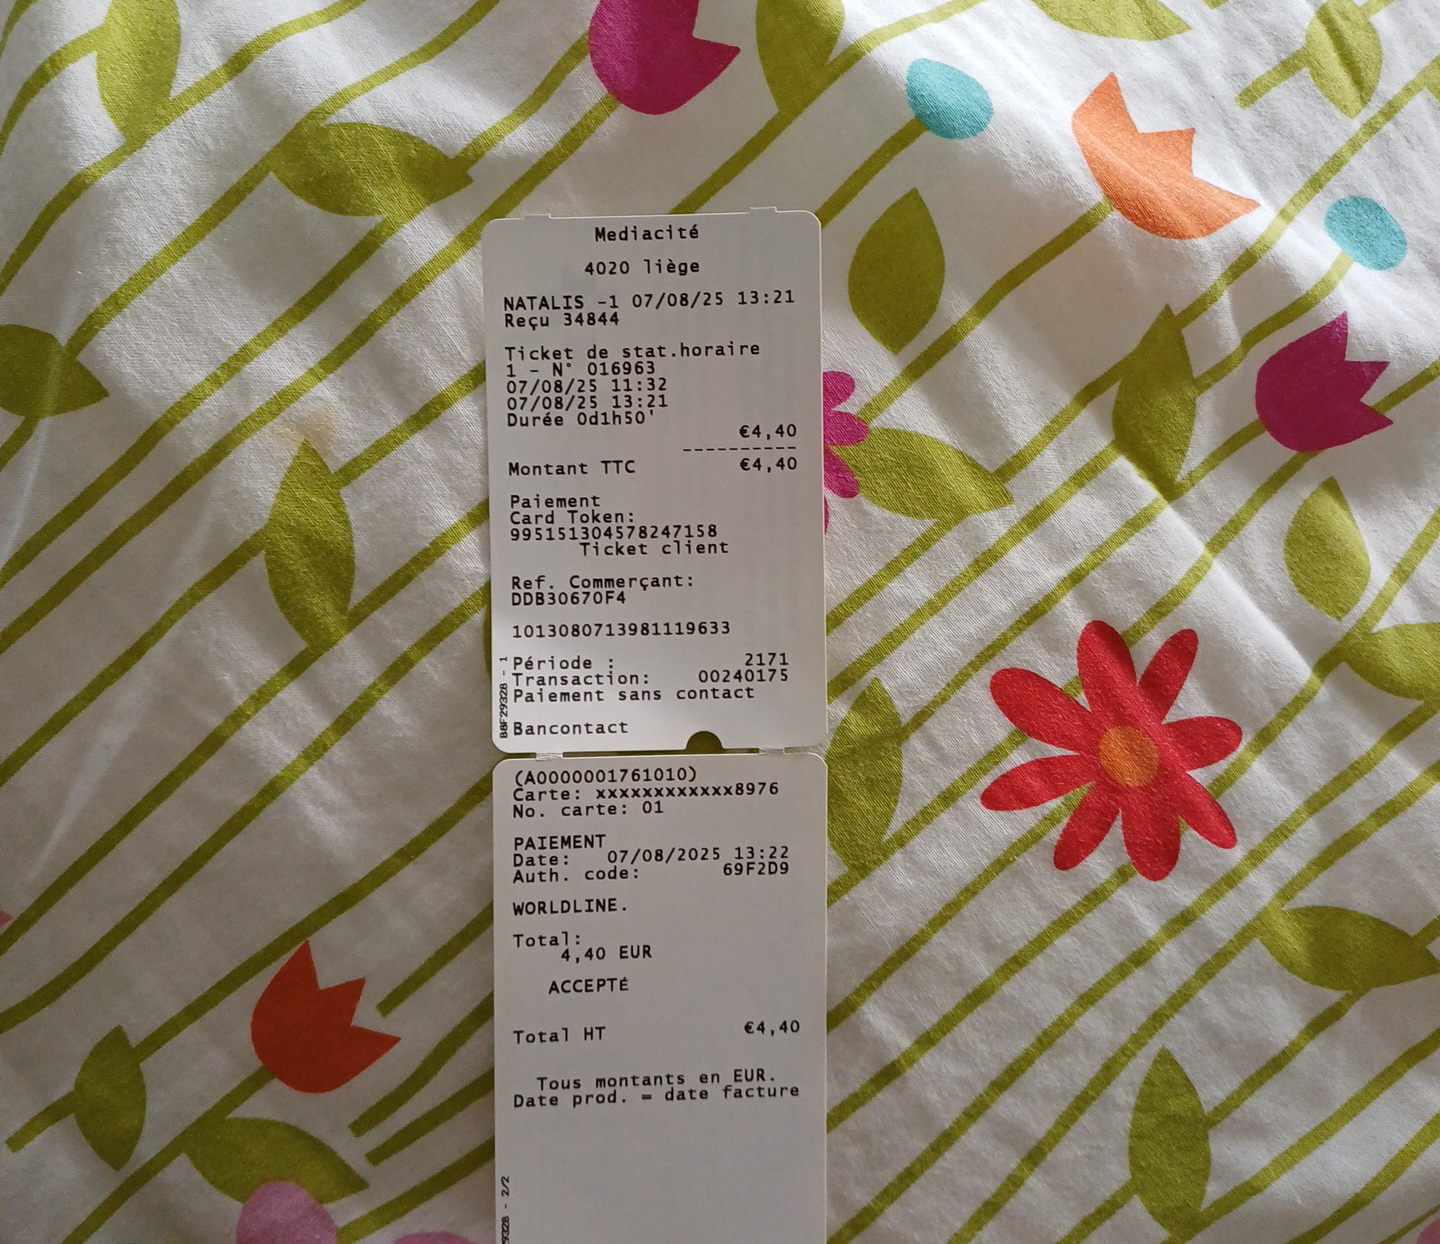 Mediacité
4020 liège
NATALIS -1 07/08/25 13:21
Reçu 34844
Ticket de stat.horaire
1 - N° 016963
07/08/25 11:32
07/08/25 13:21
Durée 0d1h50'
€4,40
----------
Montant TTC €4,40
Paiement
Card Token:
995151304578247158
Ticket client
Ref. Commerçant:
DDB30670F4
1013080713981119633
Période : 2171
Transaction: 00240175
Paiement sans contact
Bancontact
(A0000001761010)
Carte: xxxxxxxxxxxx8976
No. carte: 01
PAIEMENT
Date: 07/08/2025 13:22
Auth. code: 69F2D9
WORLDLINE.
Total:
4,40 EUR
ACCEPTÉ
Total HT €4,40
Tous montants en EUR.
Date prod. = date facture
- 2/2